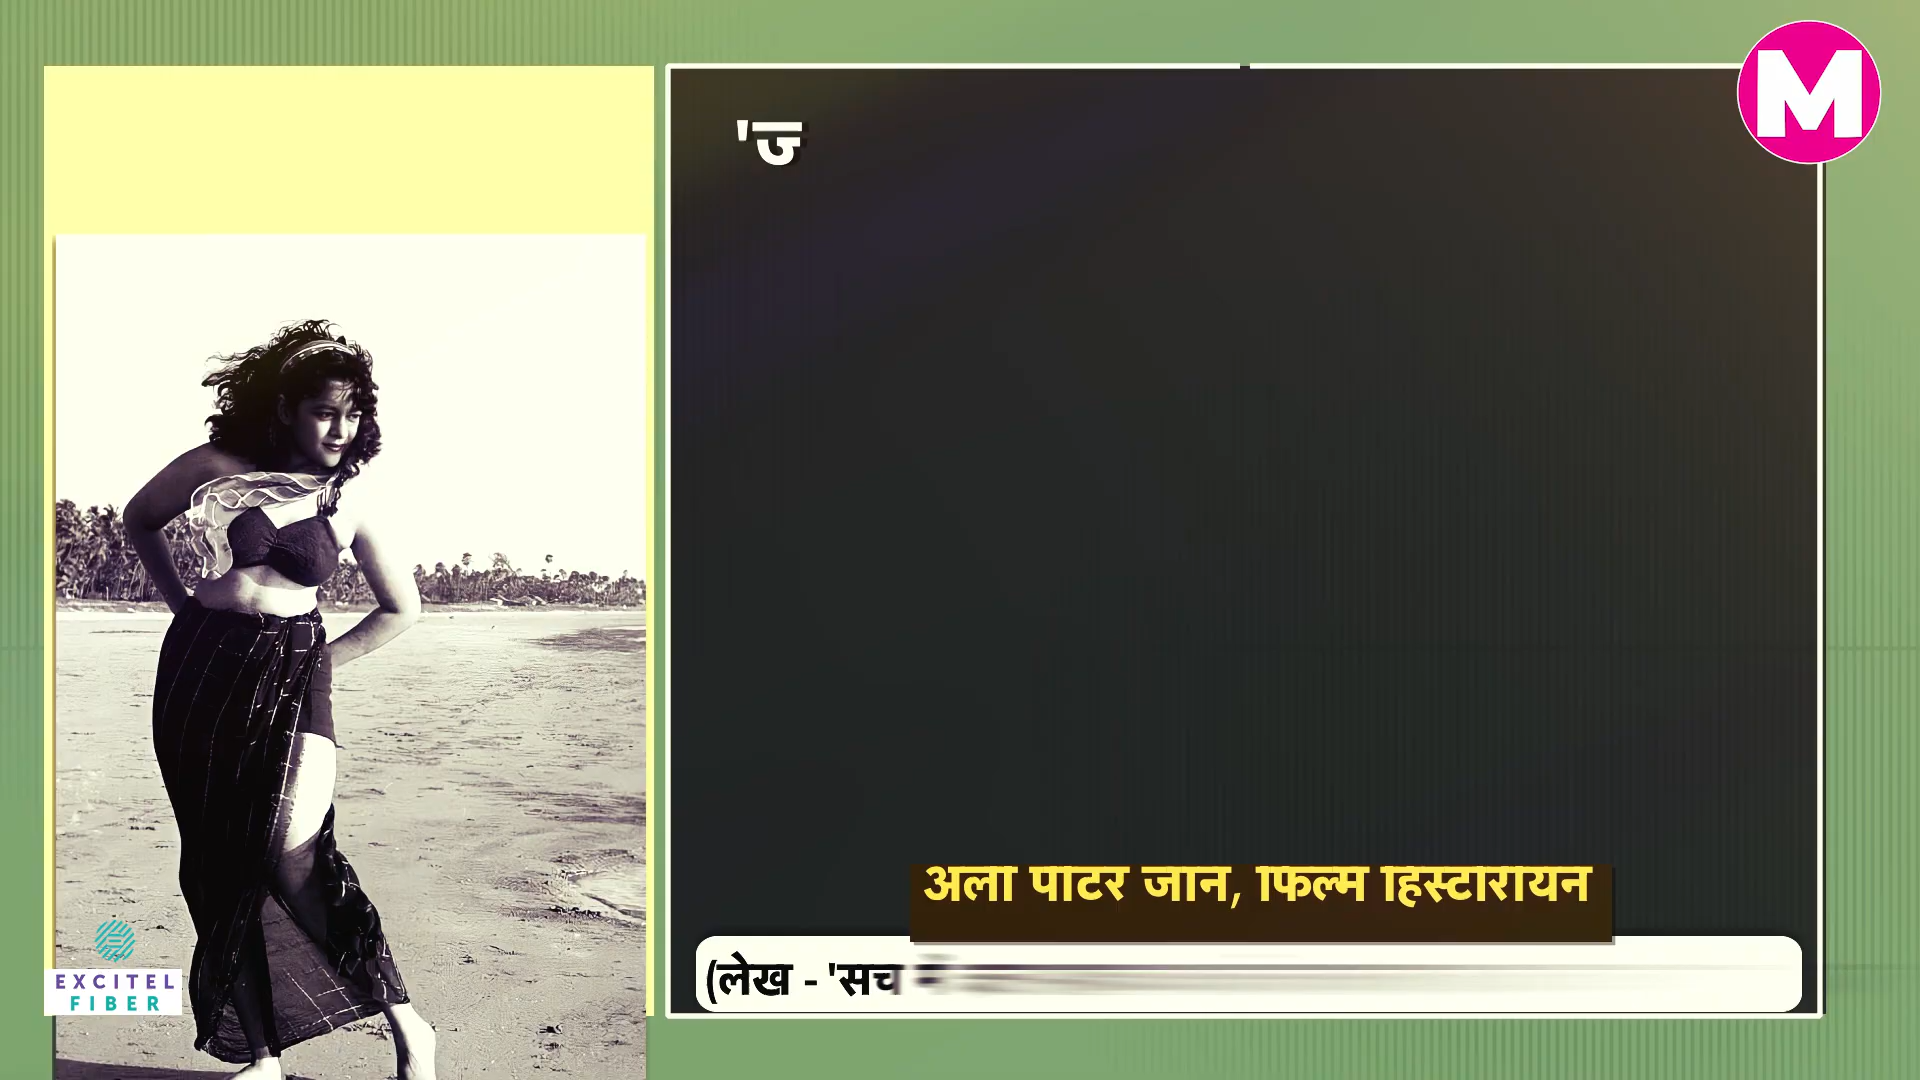 M
अली पीटर जॉन, फिल्म हिस्टोरियन
(लेख - 'सच
EXCITEL
FIBER